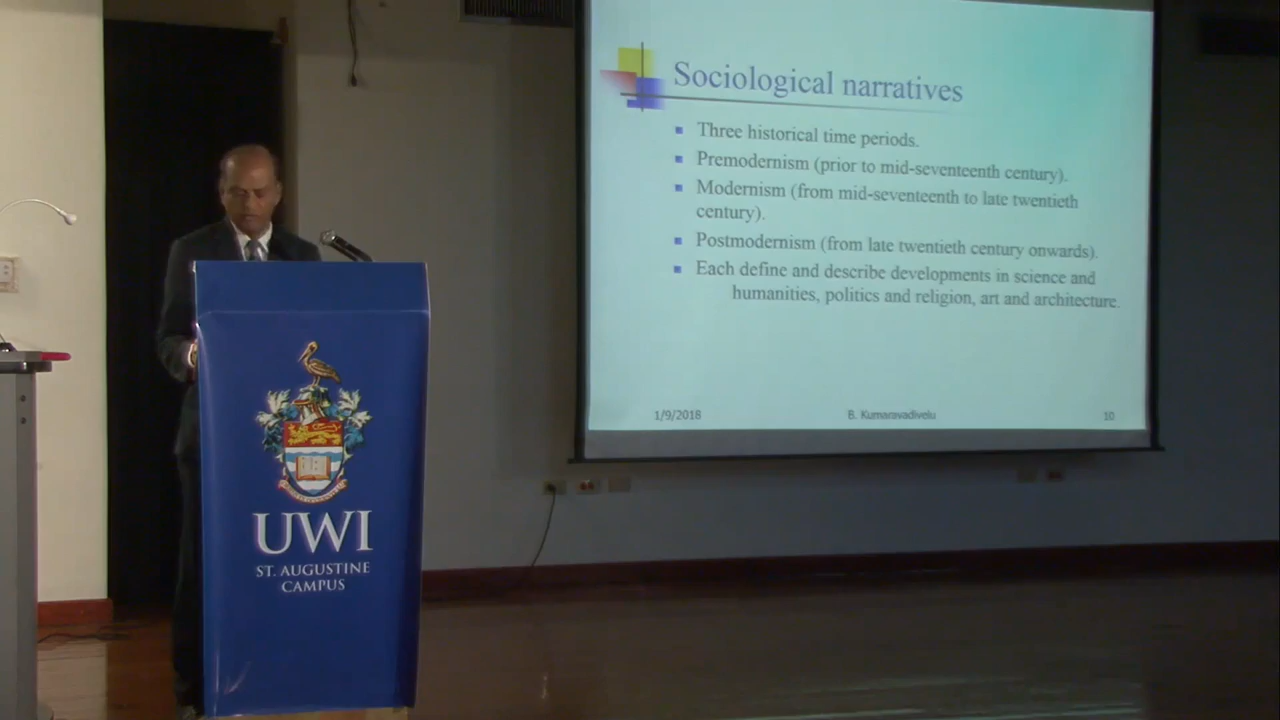 Sociological narratives
Three historical time periods.
Premodernism (prior to mid-seventeenth century).
Modernism (from mid-seventeenth to late twentieth
century).
Postmodernism (from late twentieth century onwards).
Each define and describe developments in science and
humanities, politics and religion, art and architecture.
1/9/2018
B. Kumaravadivelu
10
UWI
ST. AUGUSTINE
CAMPUS